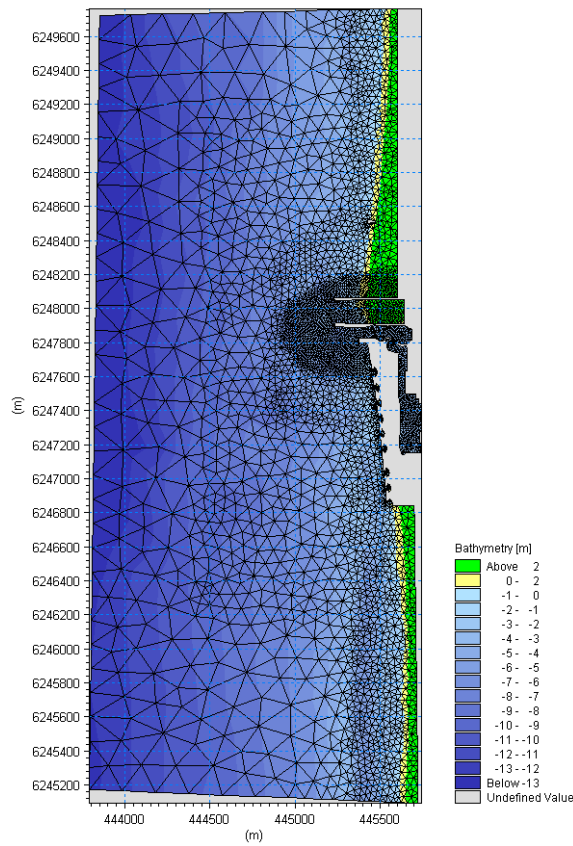 6249600
6249400
6249200
6249000
6248800
6248600
6248400
6248200
6248000
6247800
6247600
6247400
6247200
6247000
6246800
6246600
6246400
6246200
6246000
6245800
6245600
6245400
6245200
(m)
444000 444500 445000 445500
(m)
Bathymetry [m]
Above 2
0 - 2
-1 - 0
-2 - -1
-3 - -2
-4 - -3
-5 - -4
-6 - -5
-7 - -6
-8 - -7
-9 - -8
-10 - -9
-11 - -10
-12 - -11
-13 - -12
Below -13
Undefined Value